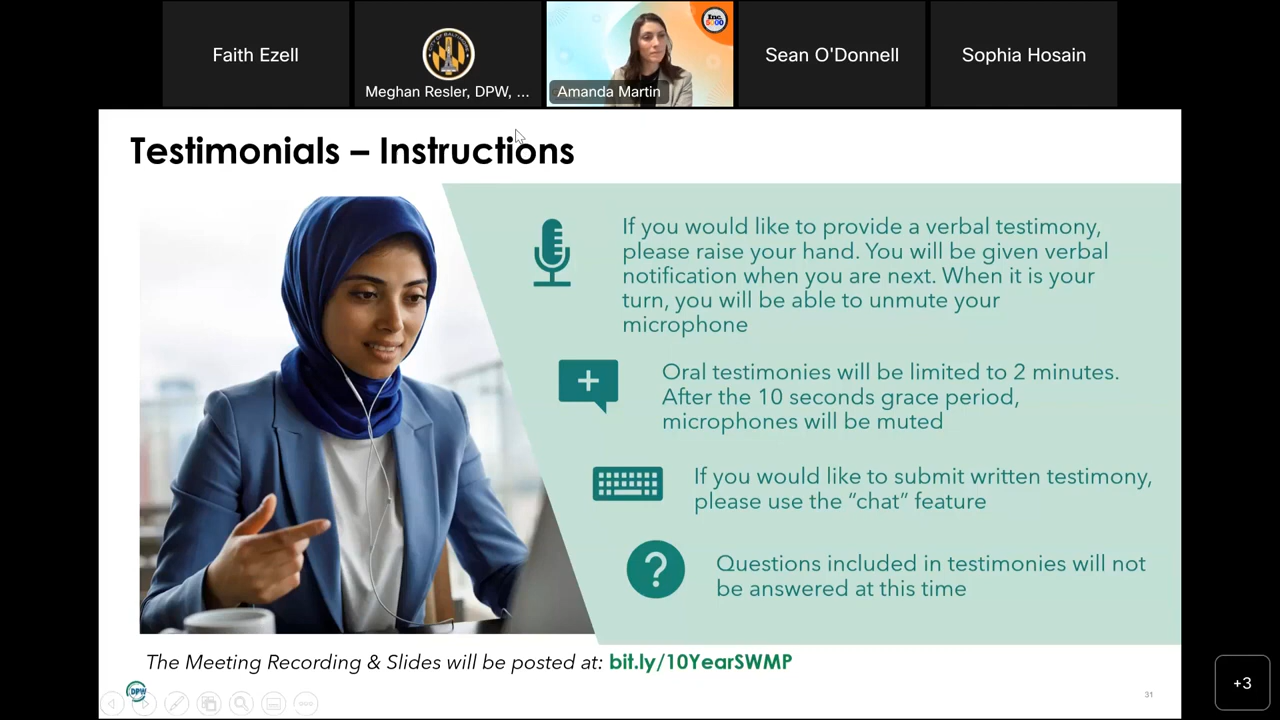 Faith Ezell
Meghan Resler, DPW, ...
Inc.
5000
Amanda Martin
Sean O'Donnell
Sophia Hosain
Testimonials – Instructions
If you would like to provide a verbal testimony,
please raise your hand. You will be given verbal
notification when you are next. When it is your
turn, you will be able to unmute your
microphone
Oral testimonies will be limited to 2 minutes.
After the 10 seconds grace period,
microphones will be muted
If you would like to submit written testimony,
please use the “chat” feature
Questions included in testimonies will not
be answered at this time
The Meeting Recording & Slides will be posted at: bit.ly/10YearSWMP
DPW
31
+3